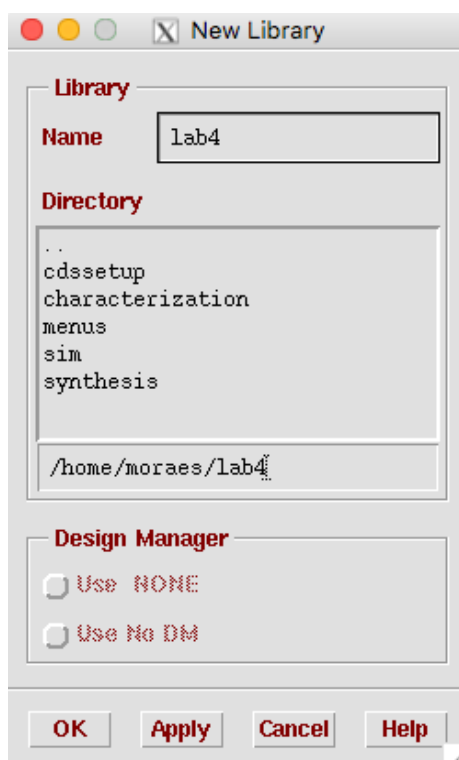 New Library
Library
Name lab4
Directory
..
cdssetup
characterization
menus
sim
synthesis
/home/moraes/lab4
Design Manager
Use NONE
Use No DM
OK Apply Cancel Help